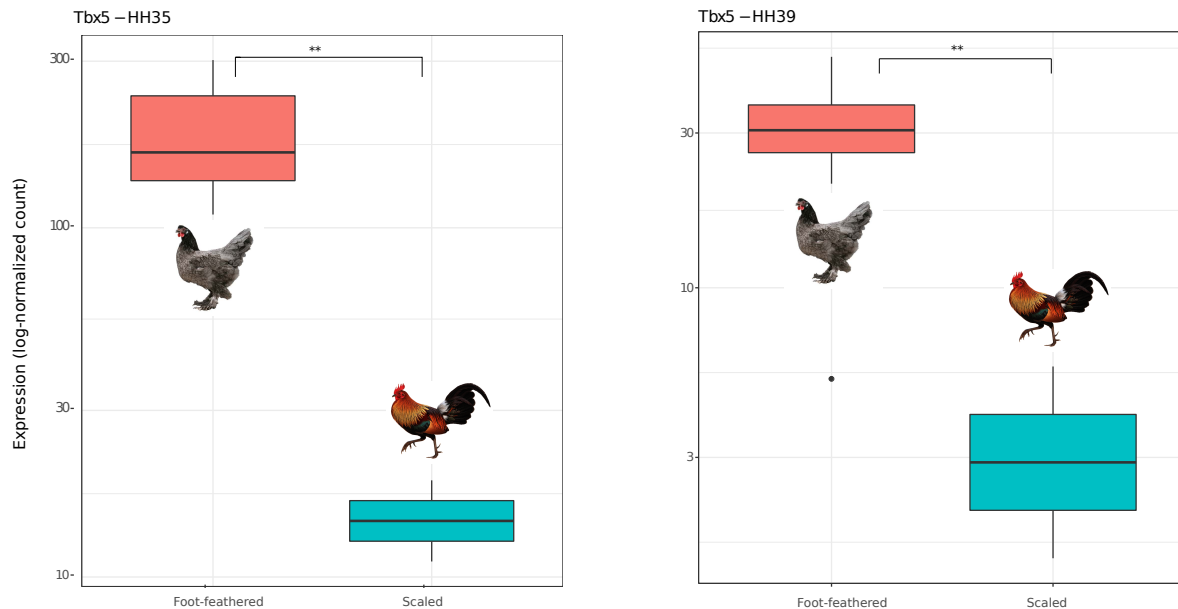 Tbx5 –HH35
**
300-
100-
30-
10-
Expression (log-normalized count)
Foot-feathered
Scaled
Tbx5 –HH39
**
30-
10-
3-
Foot-feathered
Scaled